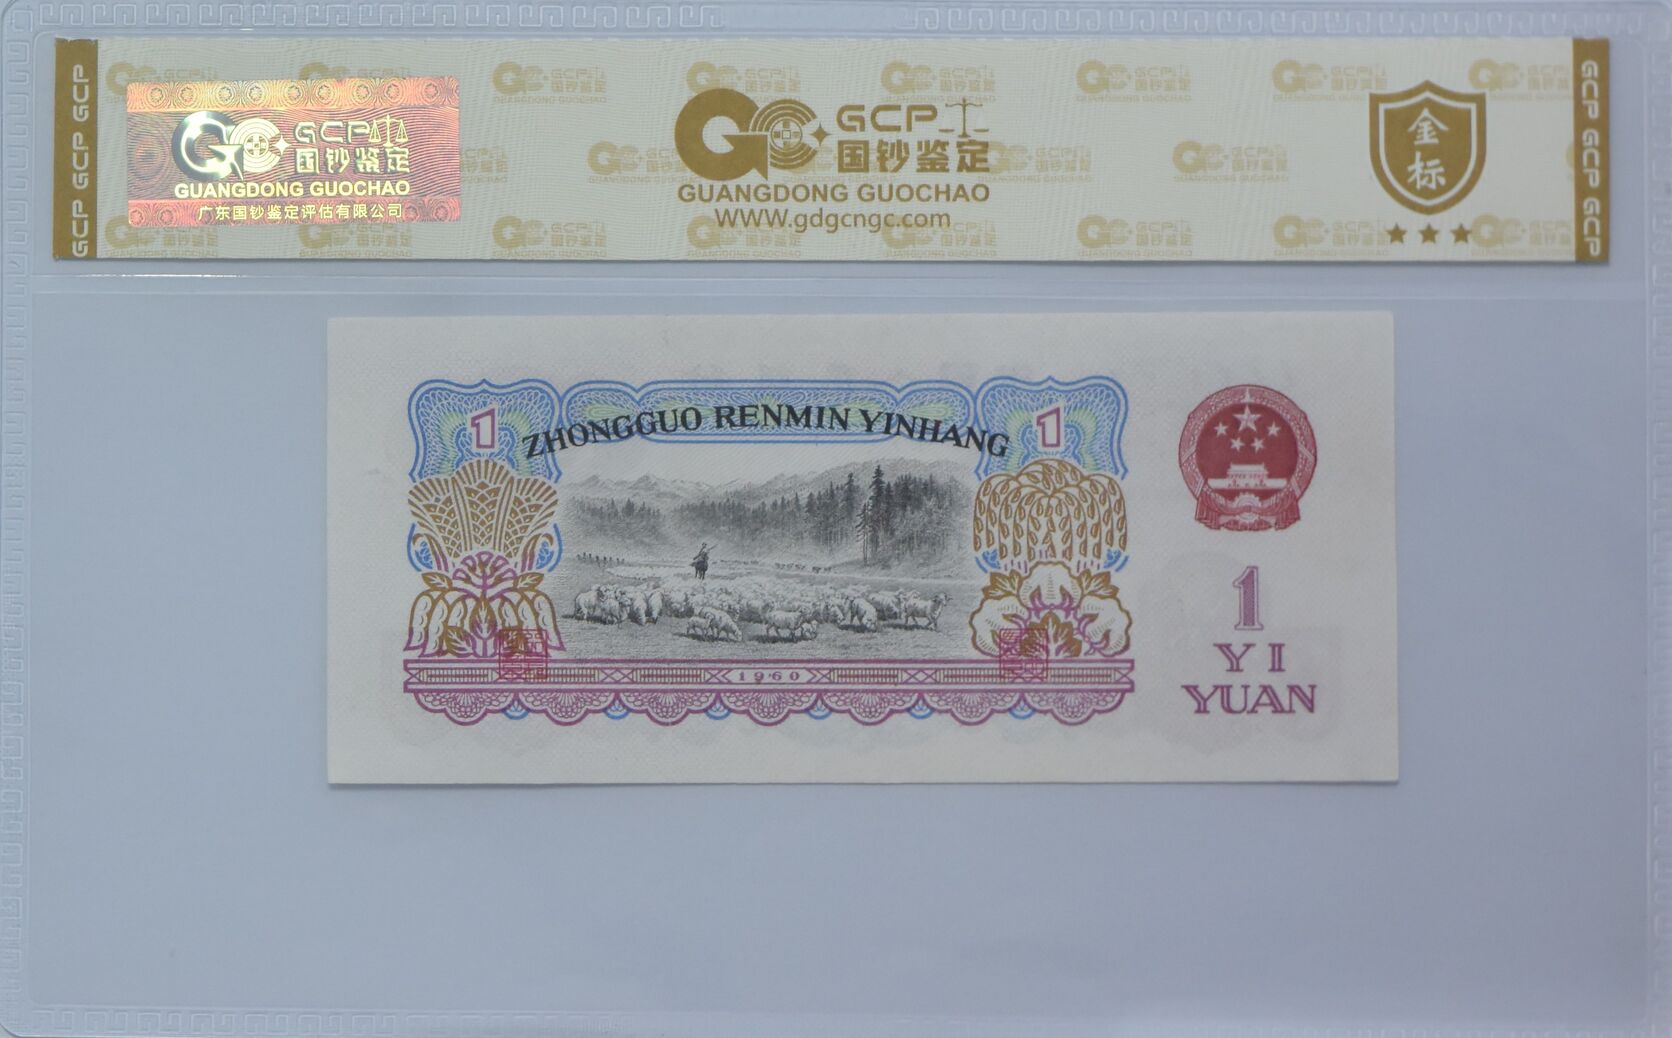 GCP GCP GCP
GCP
国钞鉴定
GUANGDONG GUOCHAO
广东国钞鉴定评估有限公司
GCP
国钞鉴定
GUANGDONG GUOCHAO
WWW.gdgcngc.com
金
标
GCP GCP GCP
ZHONGGUO RENMIN YINHANG
1
1
1960
1
YI
YUAN